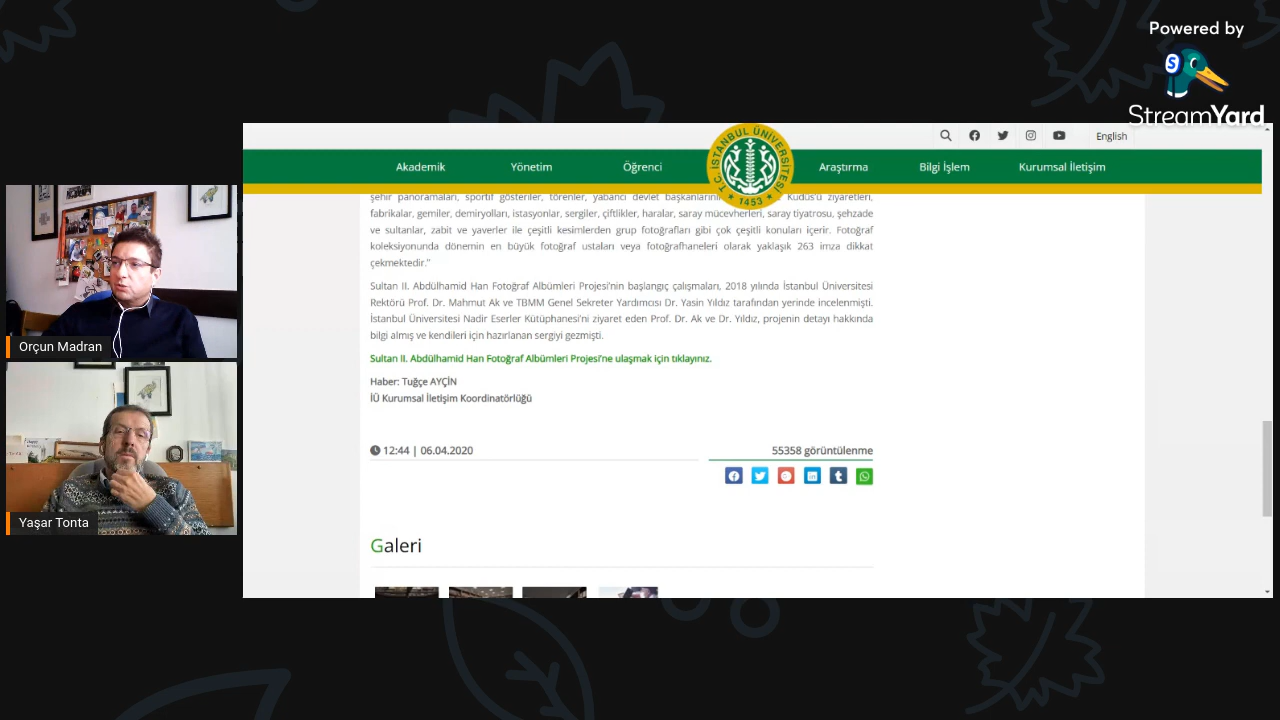 Powered by
StreamYard
English
Akademik
Yönetim
Öğrenci
T.C. İSTANBUL ÜNİVERSİTESİ
1453
Araştırma
Bilgi İşlem
Kurumsal İletişim
şehir panoramaları, sportif gösteriler, törenler, yabancı devlet başkanlarının Kudüs'ü ziyaretleri,
fabrikalar, gemiler, demiryolları, istasyonlar, sergiler, çiftlikler, haralar, saray mücevherleri, saray tiyatrosu, şehzade
ve sultanlar, zabit ve yaverler ile çeşitli kesimlerden grup fotoğrafları gibi çok çeşitli konuları içerir. Fotoğraf
koleksiyonunda dönemin en büyük fotoğraf ustaları veya fotoğrafhaneleri olarak yaklaşık 263 imza dikkat
çekmektedir."
Sultan II. Abdülhamid Han Fotoğraf Albümleri Projesi'nin başlangıç çalışmaları, 2018 yılında İstanbul Üniversitesi
Rektörü Prof. Dr. Mahmut Ak ve TBMM Genel Sekreter Yardımcısı Dr. Yasin Yıldız tarafından yerinde incelenmişti.
İstanbul Üniversitesi Nadir Eserler Kütüphanesi'ni ziyaret eden Prof. Dr. Ak ve Dr. Yıldız, projenin detayı hakkında
bilgi almış ve kendileri için hazırlanan sergiyi gezmişti.
Sultan II. Abdülhamid Han Fotoğraf Albümleri Projesi'ne ulaşmak için tıklayınız.
Haber: Tuğçe AYÇİN
İÜ Kurumsal İletişim Koordinatörlüğü
12:44 | 06.04.2020
55358 görüntülenme
Galeri
Orçun Madran
Yaşar Tonta